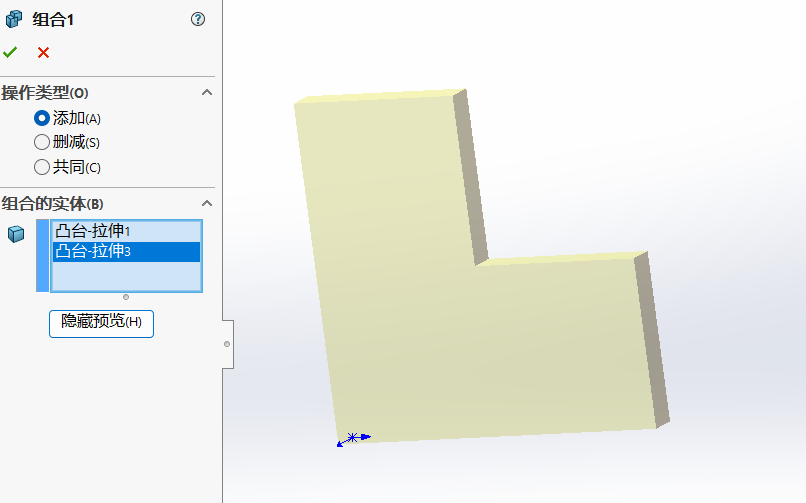 组合1
操作类型(O)
添加(A)
删减(S)
共同(C)
组合的实体(B)
凸台-拉伸1
凸台-拉伸3
隐藏预览(H)